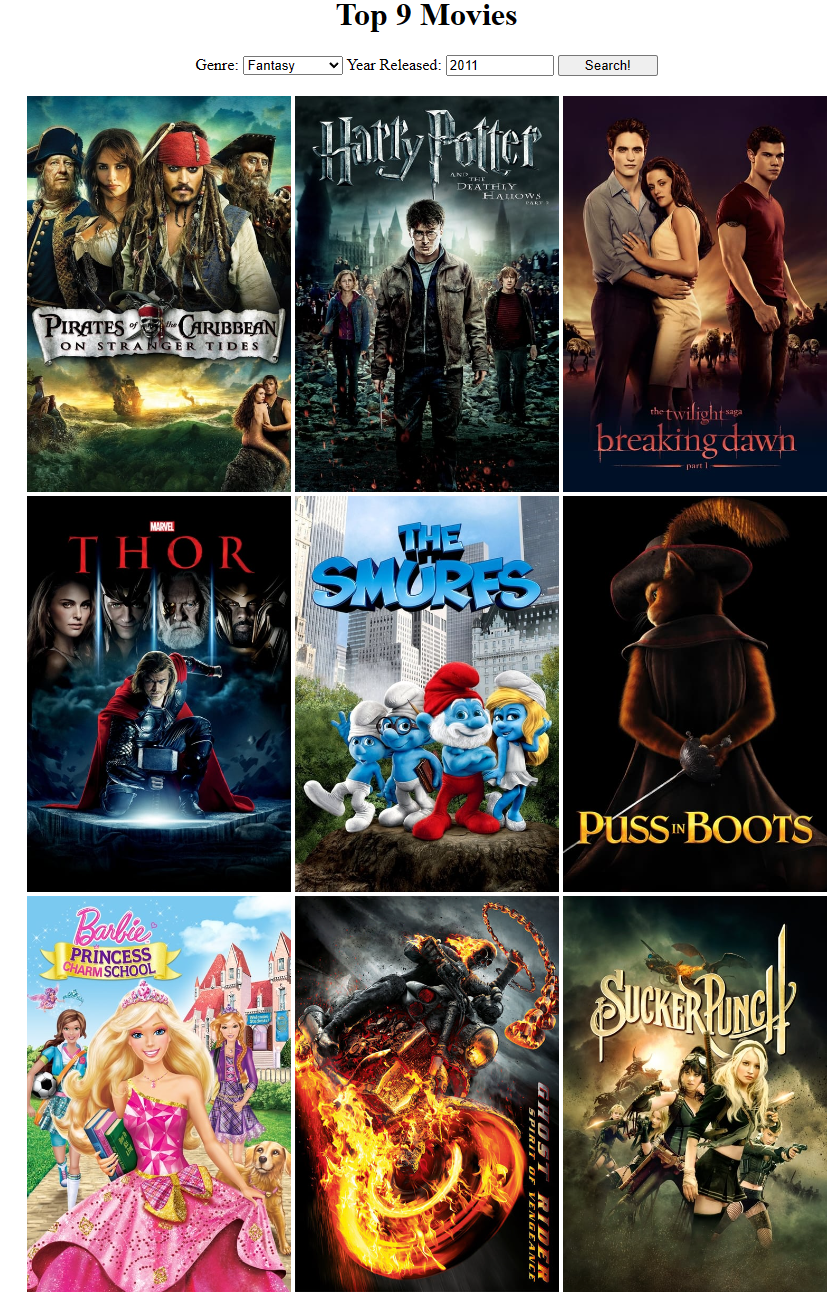 Top 9 Movies
Genre: Fantasy Year Released: 2011 Search!
PIRATES of the CARIBBEAN
ON STRANGER TIDES
Harry Potter
AND THE
DEATHLY
HALLOWS
the twilight saga
breaking dawn
part 1
MARVEL
THOR
THE
SMURFS
PUSS IN BOOTS
Barbie
PRINCESS
CHARM SCHOOL
GHOST RIDER
SPIRIT OF VENGEANCE
SUCKER PUNCH